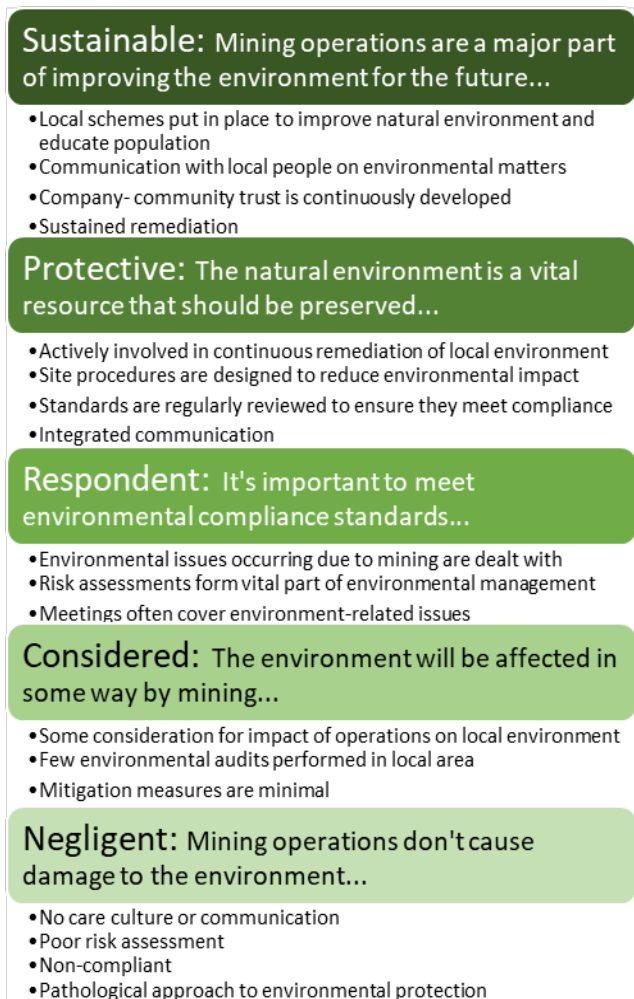 Sustainable: Mining operations are a major part
of improving the environment for the future...
•Local schemes put in place to improve natural environment and
educate population
•Communication with local people on environmental matters
•Company- community trust is continuously developed
•Sustained remediation
Protective: The natural environment is a vital
resource that should be preserved...
•Actively involved in continuous remediation of local environment
•Site procedures are designed to reduce environmental impact
•Standards are regularly reviewed to ensure they meet compliance
•Integrated communication
Respondent: It's important to meet
environmental compliance standards...
•Environmental issues occurring due to mining are dealt with
•Risk assessments form vital part of environmental management
•Meetings often cover environment-related issues
Considered: The environment will be affected in
some way by mining...
•Some consideration for impact of operations on local environment
•Few environmental audits performed in local area
•Mitigation measures are minimal
Negligent: Mining operations don't cause
damage to the environment...
•No care culture or communication
•Poor risk assessment
•Non-compliant
•Pathological approach to environmental protection